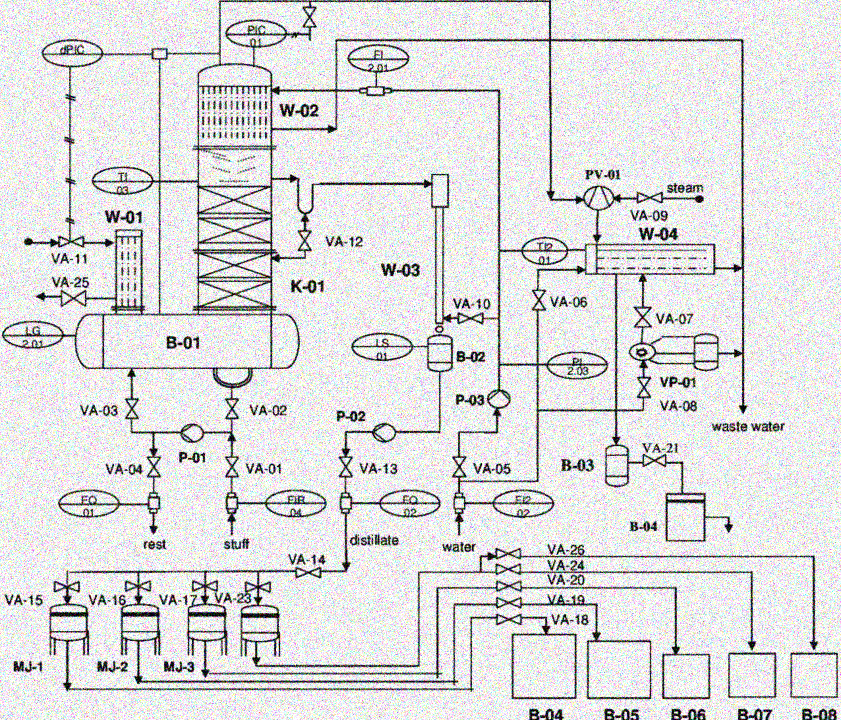 PIC
01
dPIC
FI
2.01
W-02
TI
03
PV-01
steam
VA-09
W-01
VA-11
VA-12
W-04
TI2
01
VA-25
W-03
K-01
VA-10
VA-06
VA-07
LG
2.01
B-01
LS
01
B-02
PI
2.03
VP-01
VA-08
VA-03
VA-02
P-02
P-03
waste water
P-01
VA-04
VA-01
VA-13
VA-05
B-03
VA-21
FQ
01
FIR
04
FQ
02
FI2
02
B-04
rest
stuff
distillate
water
VA-14
VA-26
VA-24
VA-20
VA-15
VA-16
VA-17
VA-23
VA-19
VA-18
MJ-1
MJ-2
MJ-3
B-04
B-05
B-06
B-07
B-08